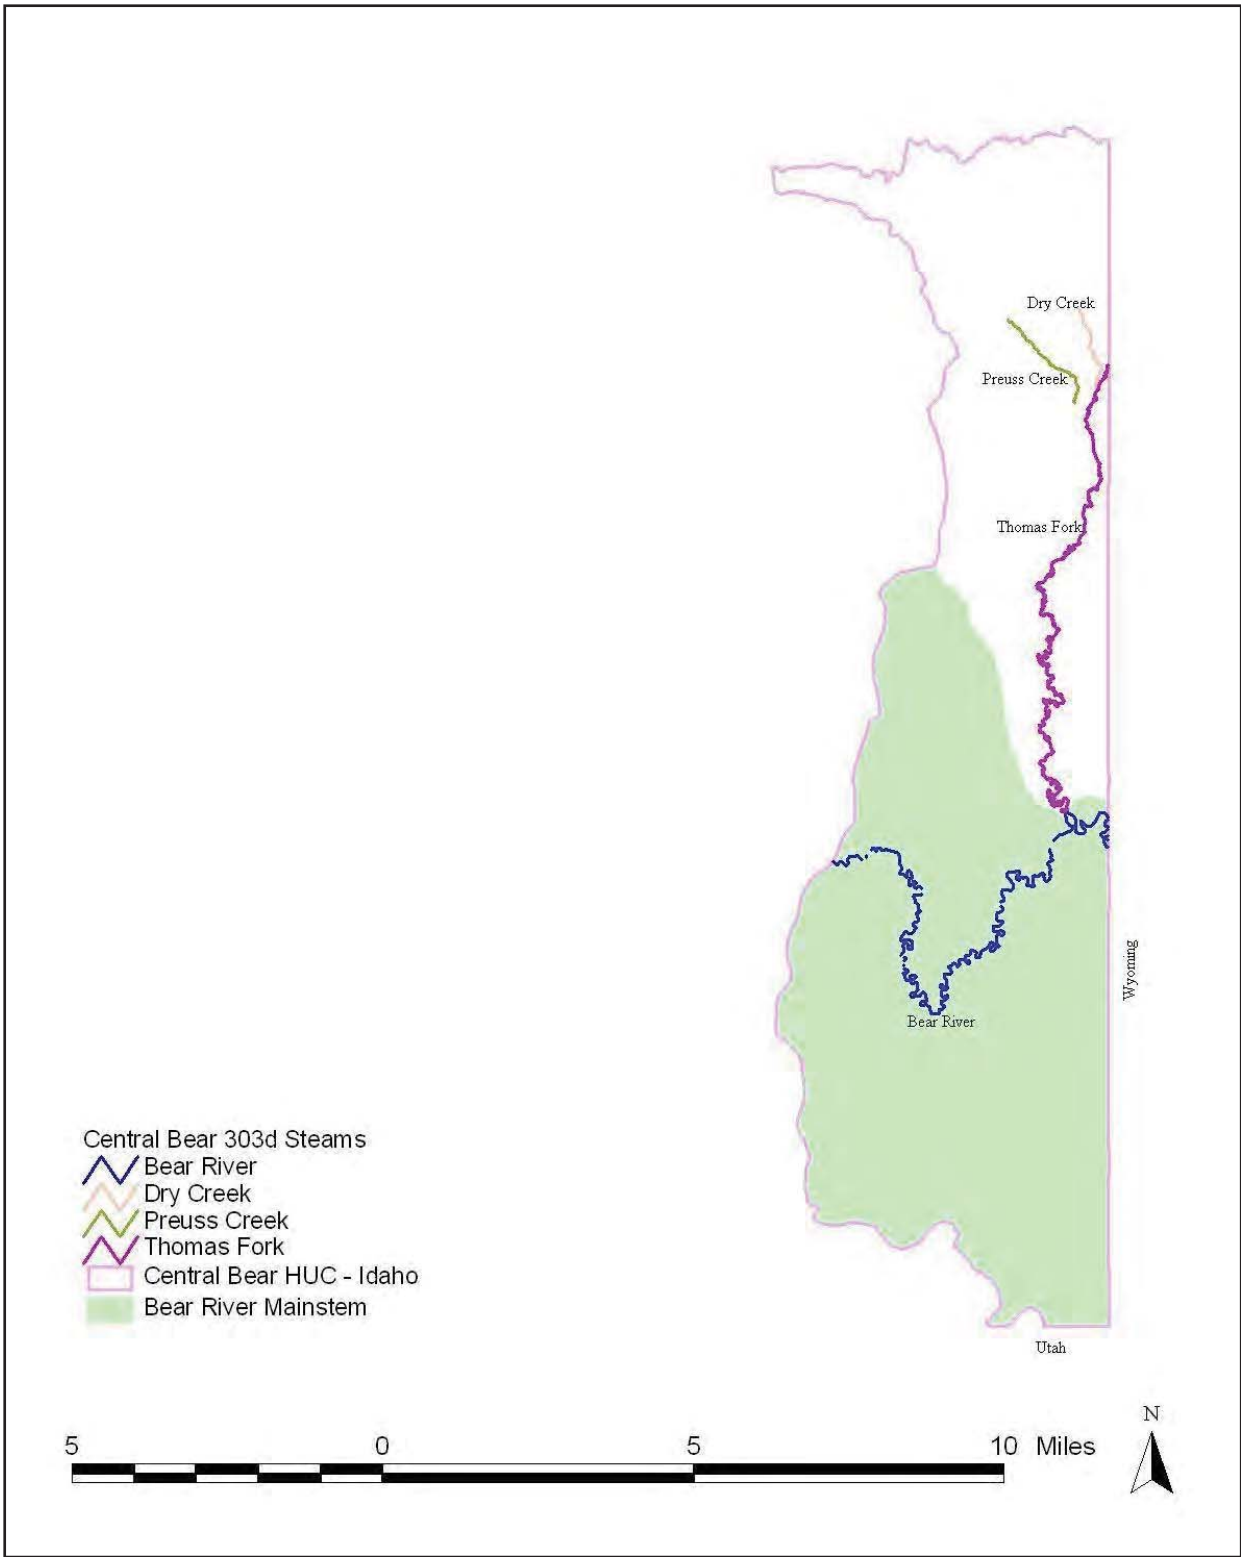 Dry Creek
Preuss Creek
Thomas Fork
Wyoming
Bear River
Central Bear 303d Steams
Bear River
Dry Creek
Preuss Creek
Thomas Fork
Central Bear HUC - Idaho
Bear River Mainstem
Utah
N
5 0 5 10 Miles